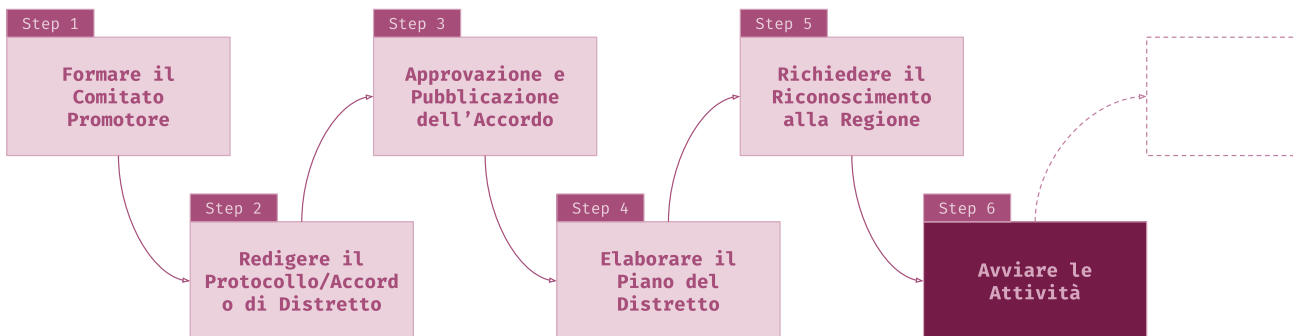 Step 1
Formare il
Comitato
Promotore
Step 2
Redigere il
Protocollo/Accord
o di Distretto
Step 3
Approvazione e
Pubblicazione
dell’Accordo
Step 4
Elaborare il
Piano del
Distretto
Step 5
Richiedere il
Riconoscimento
alla Regione
Step 6
Avviare le
Attività